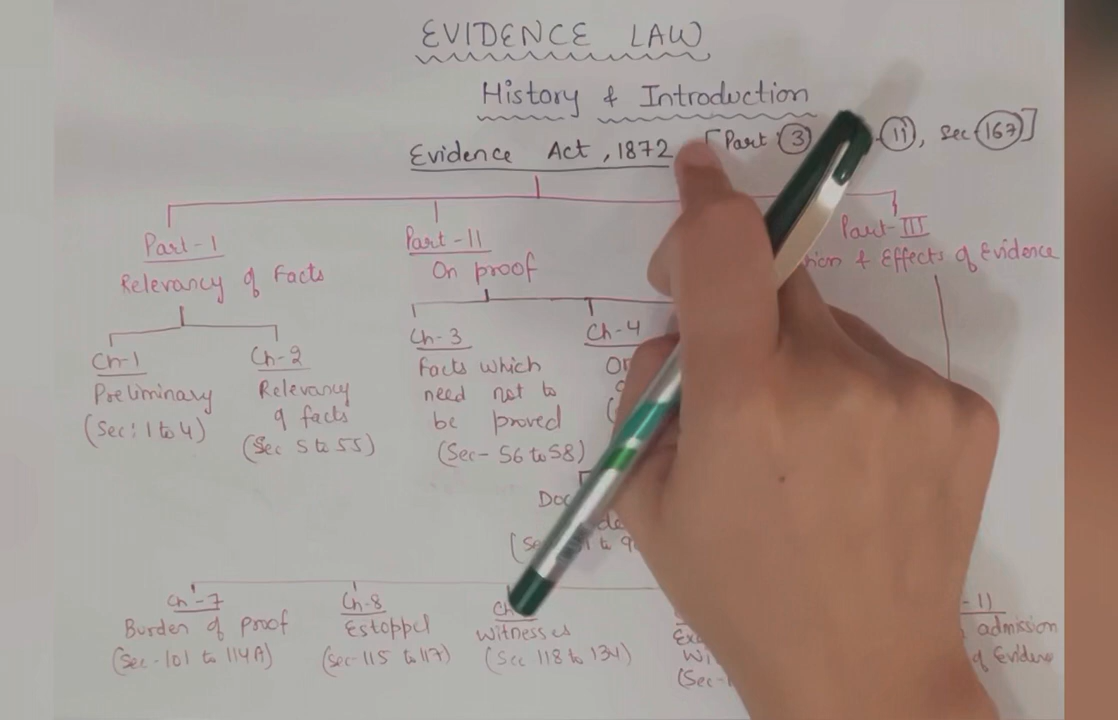 EVIDENCE LAW
History & Introduction
Evidence Act, 1872 [Part (3) (11), Sec (167)]
Part-I
Relevancy of Facts
Part-II
On proof
Part-III
& Effects of Evidence
Ch-1
Preliminary
(Sec: 1 to 4)
Ch-2
Relevancy
of facts
(Sec 5 to 55)
Ch-3
Facts which
need not to
be proved
(Sec- 56 to 58)
Ch-4
Ch-7
Burden of proof
(Sec-101 to 114A)
Ch-8
Estoppel
(Sec-115 to 117)
Witnesses
(Sec 118 to 134)
admission
of Evidence